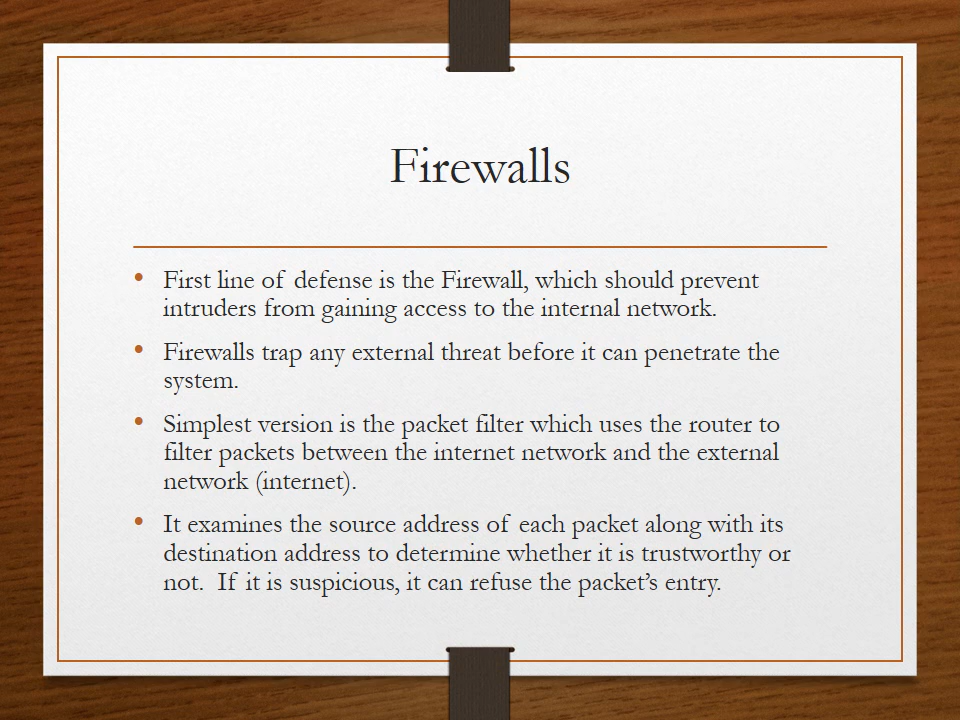 Firewalls
• First line of defense is the Firewall, which should prevent
intruders from gaining access to the internal network.
• Firewalls trap any external threat before it can penetrate the
system.
• Simplest version is the packet filter which uses the router to
filter packets between the internet network and the external
network (internet).
• It examines the source address of each packet along with its
destination address to determine whether it is trustworthy or
not.  If it is suspicious, it can refuse the packet’s entry.